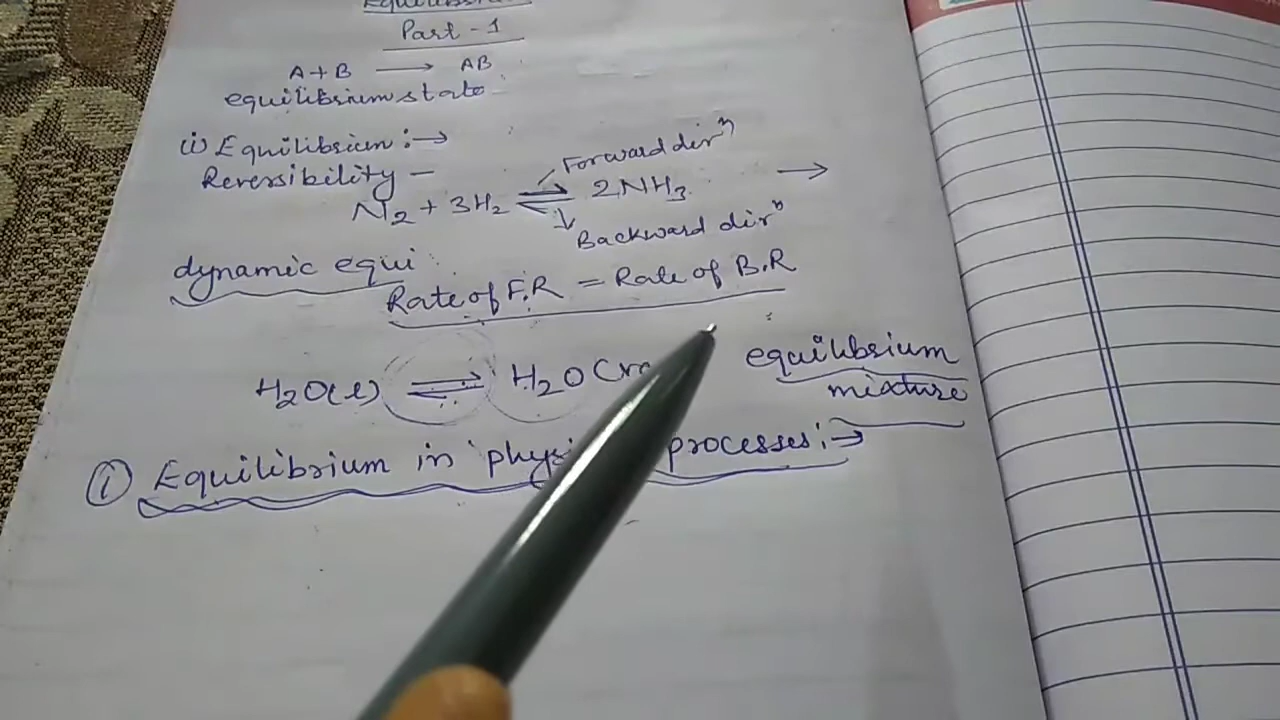 Part - 1
A + B ⟶ AB
equilibrium state
(i) Equilibrium :→
Reversibility -
Forward dirⁿ
N₂ + 3H₂ ⇌ 2NH₃ →
Backward dirⁿ
dynamic equi
Rate of F.R = Rate of B.R
equilibrium
mixture
H₂O(l) ⇌ H₂O
① Equilibrium in processes :→